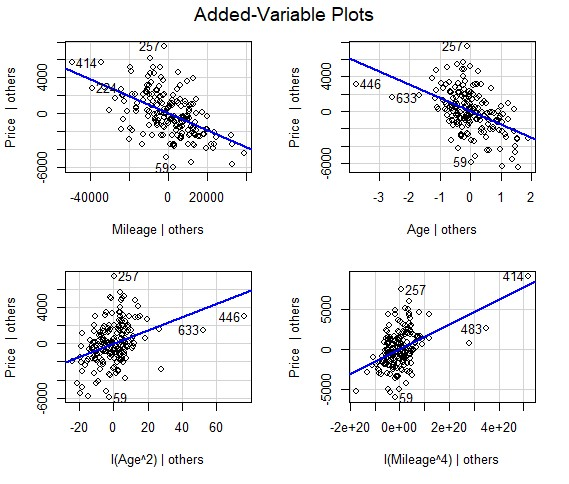 Added-Variable Plots
257
414
224
59
Price | others
-6000 0 4000
-40000 0 20000
Mileage | others
257
446
633
59
Price | others
-6000 0 4000
-3 -2 -1 0 1 2
Age | others
257
446
633
59
Price | others
-6000 0 4000
-20 0 20 40 60
I(Age^2) | others
414
257
483
59
Price | others
-5000 0 5000
-2e+20 0e+00 2e+20 4e+20
I(Mileage^4) | others